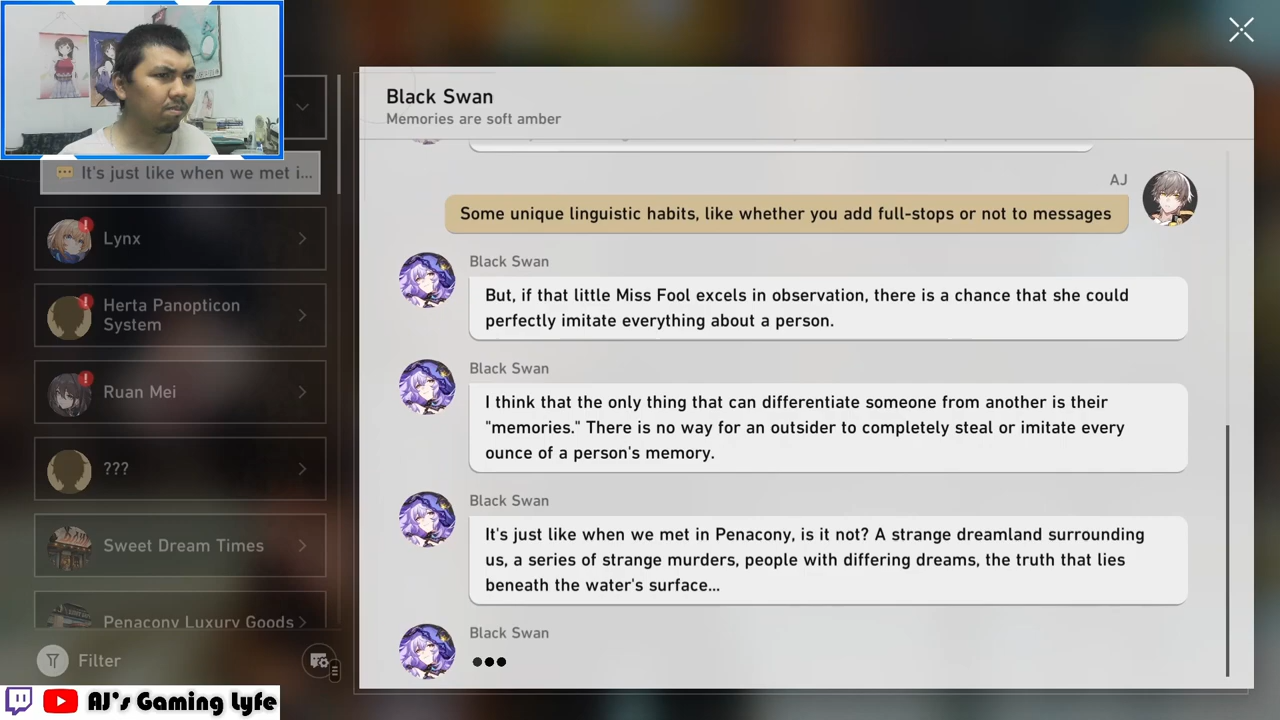 Black Swan
Memories are soft amber
It's just like when we met i...
AJ
Some unique linguistic habits, like whether you add full-stops or not to messages
Lynx
Black Swan
But, if that little Miss Fool excels in observation, there is a chance that she could
perfectly imitate everything about a person.
Herta Panopticon
System
Black Swan
I think that the only thing that can differentiate someone from another is their
"memories." There is no way for an outsider to completely steal or imitate every
ounce of a person's memory.
Ruan Mei
???
Black Swan
It's just like when we met in Penacony, is it not? A strange dreamland surrounding
us, a series of strange murders, people with differing dreams, the truth that lies
beneath the water's surface...
Sweet Dream Times
Penacony Luxury Goods
Black Swan
Filter
AJ's Gaming Lyfe